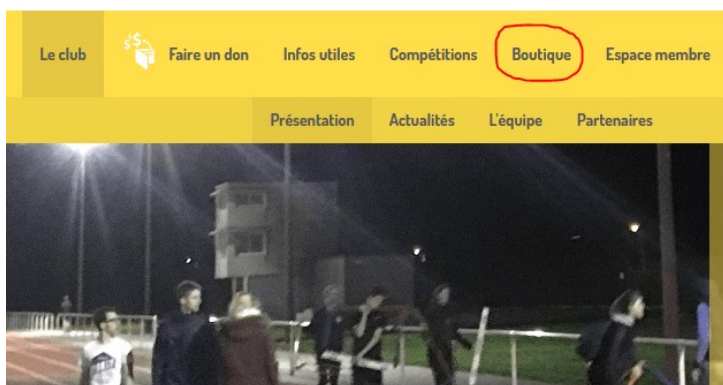 Le club Faire un don Infos utiles Compétitions Boutique Espace membre
Présentation Actualités L'équipe Partenaires